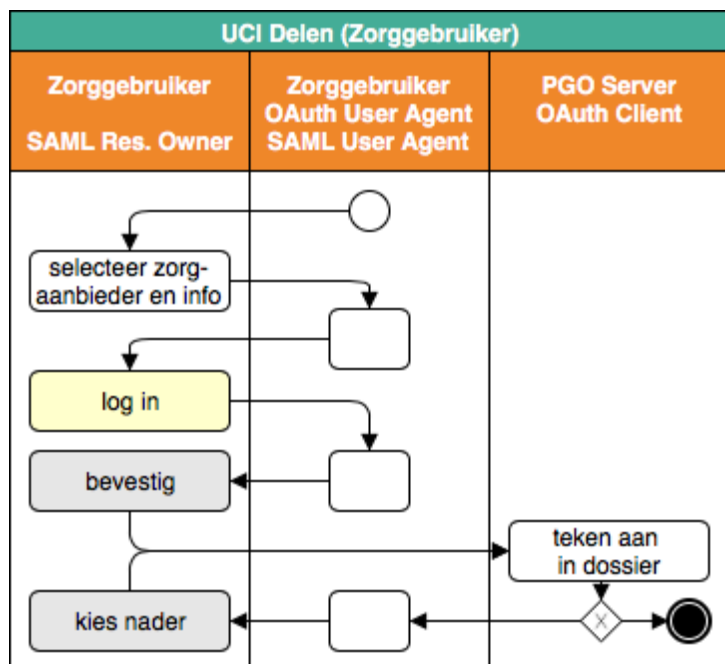 UCI Delen (Zorggebruiker)
Zorggebruiker
SAML Res. Owner
Zorggebruiker
OAuth User Agent
SAML User Agent
PGO Server
OAuth Client
selecteer zorg-
aanbieder en info
log in
bevestig
teken aan
in dossier
kies nader
X